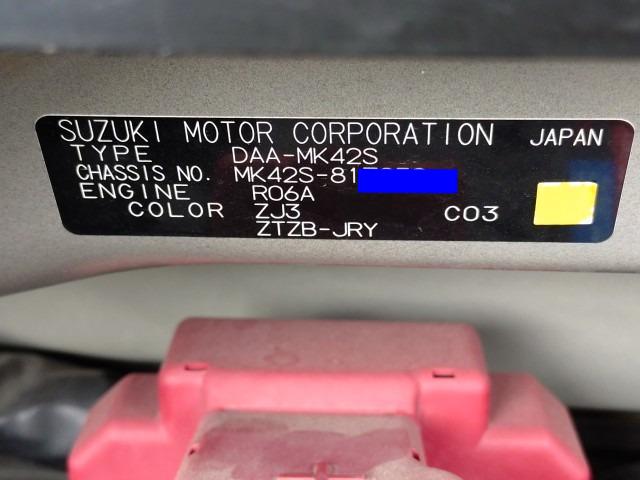 SUZUKI MOTOR CORPORATION JAPAN
TYPE DAA-MK42S
CHASSIS NO. MK42S-81
ENGINE R06A
COLOR ZJ3 C03
ZTZB-JRY